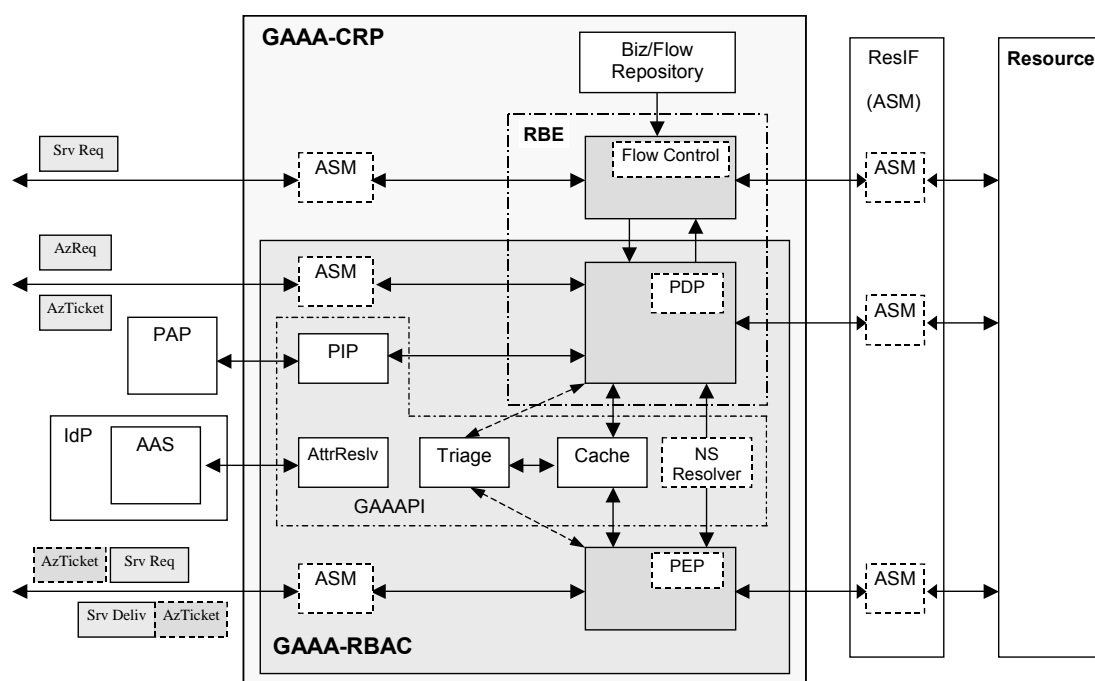 GAAA-CRP
Biz/Flow
Repository
ResIF
(ASM)
Resource
RBE
Srv Req
ASM
Flow Control
ASM
AzReq
ASM
PDP
AzTicket
ASM
PAP
PIP
IdP
AAS
AttrReslv
Triage
Cache
NS
Resolver
GAAAPI
AzTicket
Srv Req
PEP
ASM
ASM
Srv Deliv
AzTicket
GAAA-RBAC